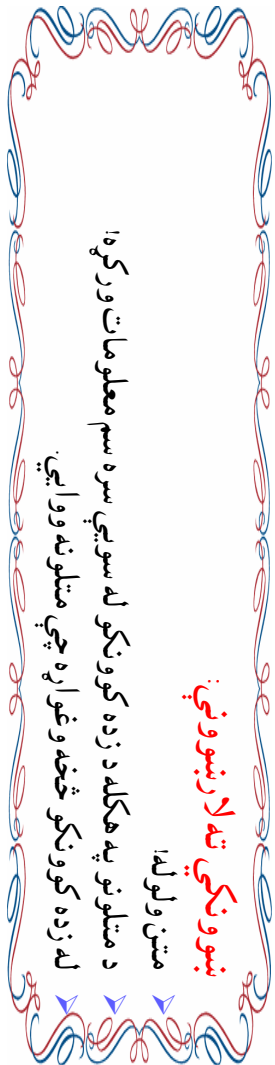 ښوونکي ته لارښوونې:
متن ولوله!
د متلونو په هکله د زده کوونکو له سويې سره سم معلومات ورکړه!
له زده کوونکو څخه وغواړه چې متلونه ووايي.